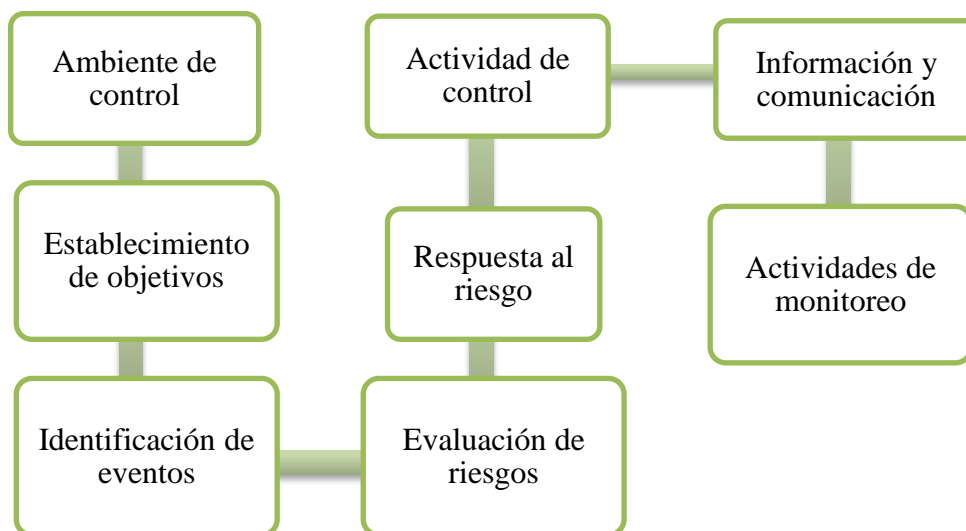 Ambiente de
control
Establecimiento
de objetivos
Identificación de
eventos
Evaluación de
riesgos
Respuesta al
riesgo
Actividad de
control
Información y
comunicación
Actividades de
monitoreo